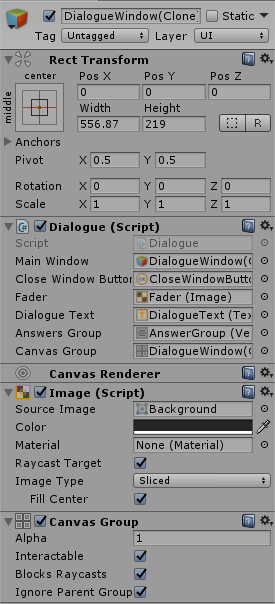 DialogueWindow(Clone) Static
Tag Untagged Layer UI
Rect Transform
center Pos X Pos Y Pos Z
middle 0 0 0
Width Height
556.87 219 R
Anchors
Pivot X 0.5 Y 0.5
Rotation X 0 Y 0 Z 0
Scale X 1 Y 1 Z 1
Dialogue (Script)
Script Dialogue
Main Window DialogueWindow(C
Close Window Button CloseWindowButto
Fader Fader (Image)
Dialogue Text DialogueText (Tex
Answers Group AnswerGroup (Ve
Canvas Group DialogueWindow(C
Canvas Renderer
Image (Script)
Source Image Background
Color
Material None (Material)
Raycast Target
Image Type Sliced
Fill Center
Canvas Group
Alpha 1
Interactable
Blocks Raycasts
Ignore Parent Group